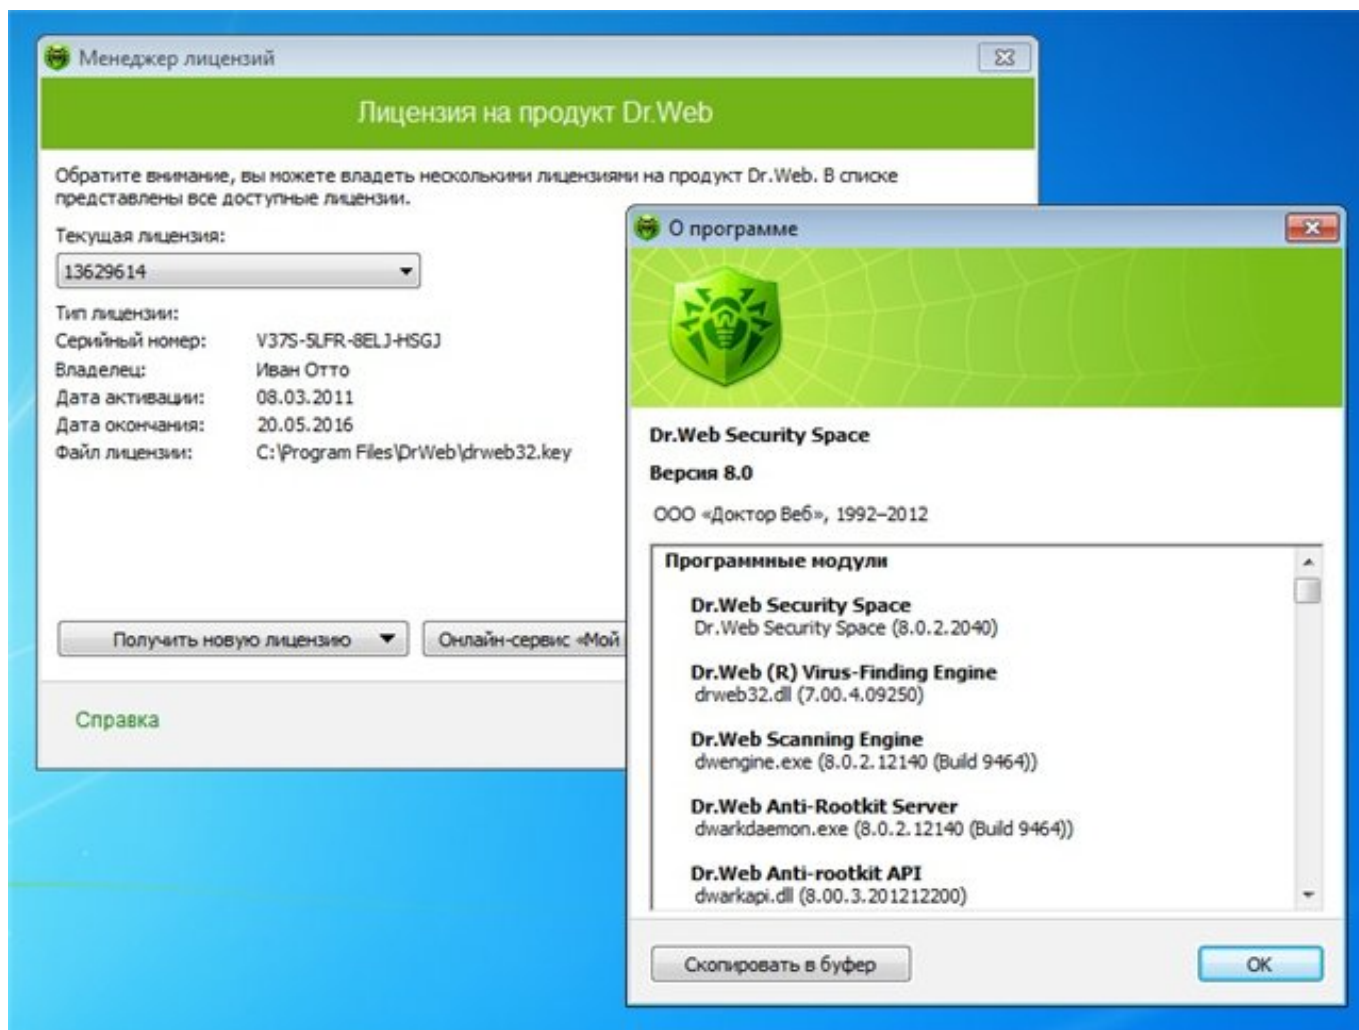 Менеджер лицензий
Лицензия на продукт Dr.Web
Обратите внимание, вы можете владеть несколькими лицензиями на продукт Dr.Web. В списке
представлены все доступные лицензии.
Текущая лицензия:
13629614
Тип лицензии:
Серийный номер: V37S-5LFR-8ELJ-HSGJ
Владелец: Иван Отто
Дата активации: 08.03.2011
Дата окончания: 20.05.2016
Файл лицензии: C:\Program Files\DrWeb\drweb32.key
Получить новую лицензию
Онлайн-сервис «Мой
Справка
О программе
Dr.Web Security Space
Версия 8.0
ООО «Доктор Веб», 1992–2012
Программные модули
Dr.Web Security Space
Dr.Web Security Space (8.0.2.2040)
Dr.Web (R) Virus-Finding Engine
drweb32.dll (7.00.4.09250)
Dr.Web Scanning Engine
dwengine.exe (8.0.2.12140 (Build 9464))
Dr.Web Anti-Rootkit Server
dwarkdaemon.exe (8.0.2.12140 (Build 9464))
Dr.Web Anti-rootkit API
dwarkapi.dll (8.00.3.201212200)
Скопировать в буфер
OK